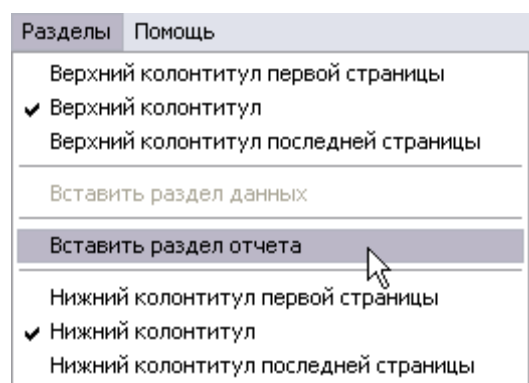 Разделы Помощь
Верхний колонтитул первой страницы
Верхний колонтитул
Верхний колонтитул последней страницы
Вставить раздел данных
Вставить раздел отчета
Нижний колонтитул первой страницы
Нижний колонтитул
Нижний колонтитул последней страницы